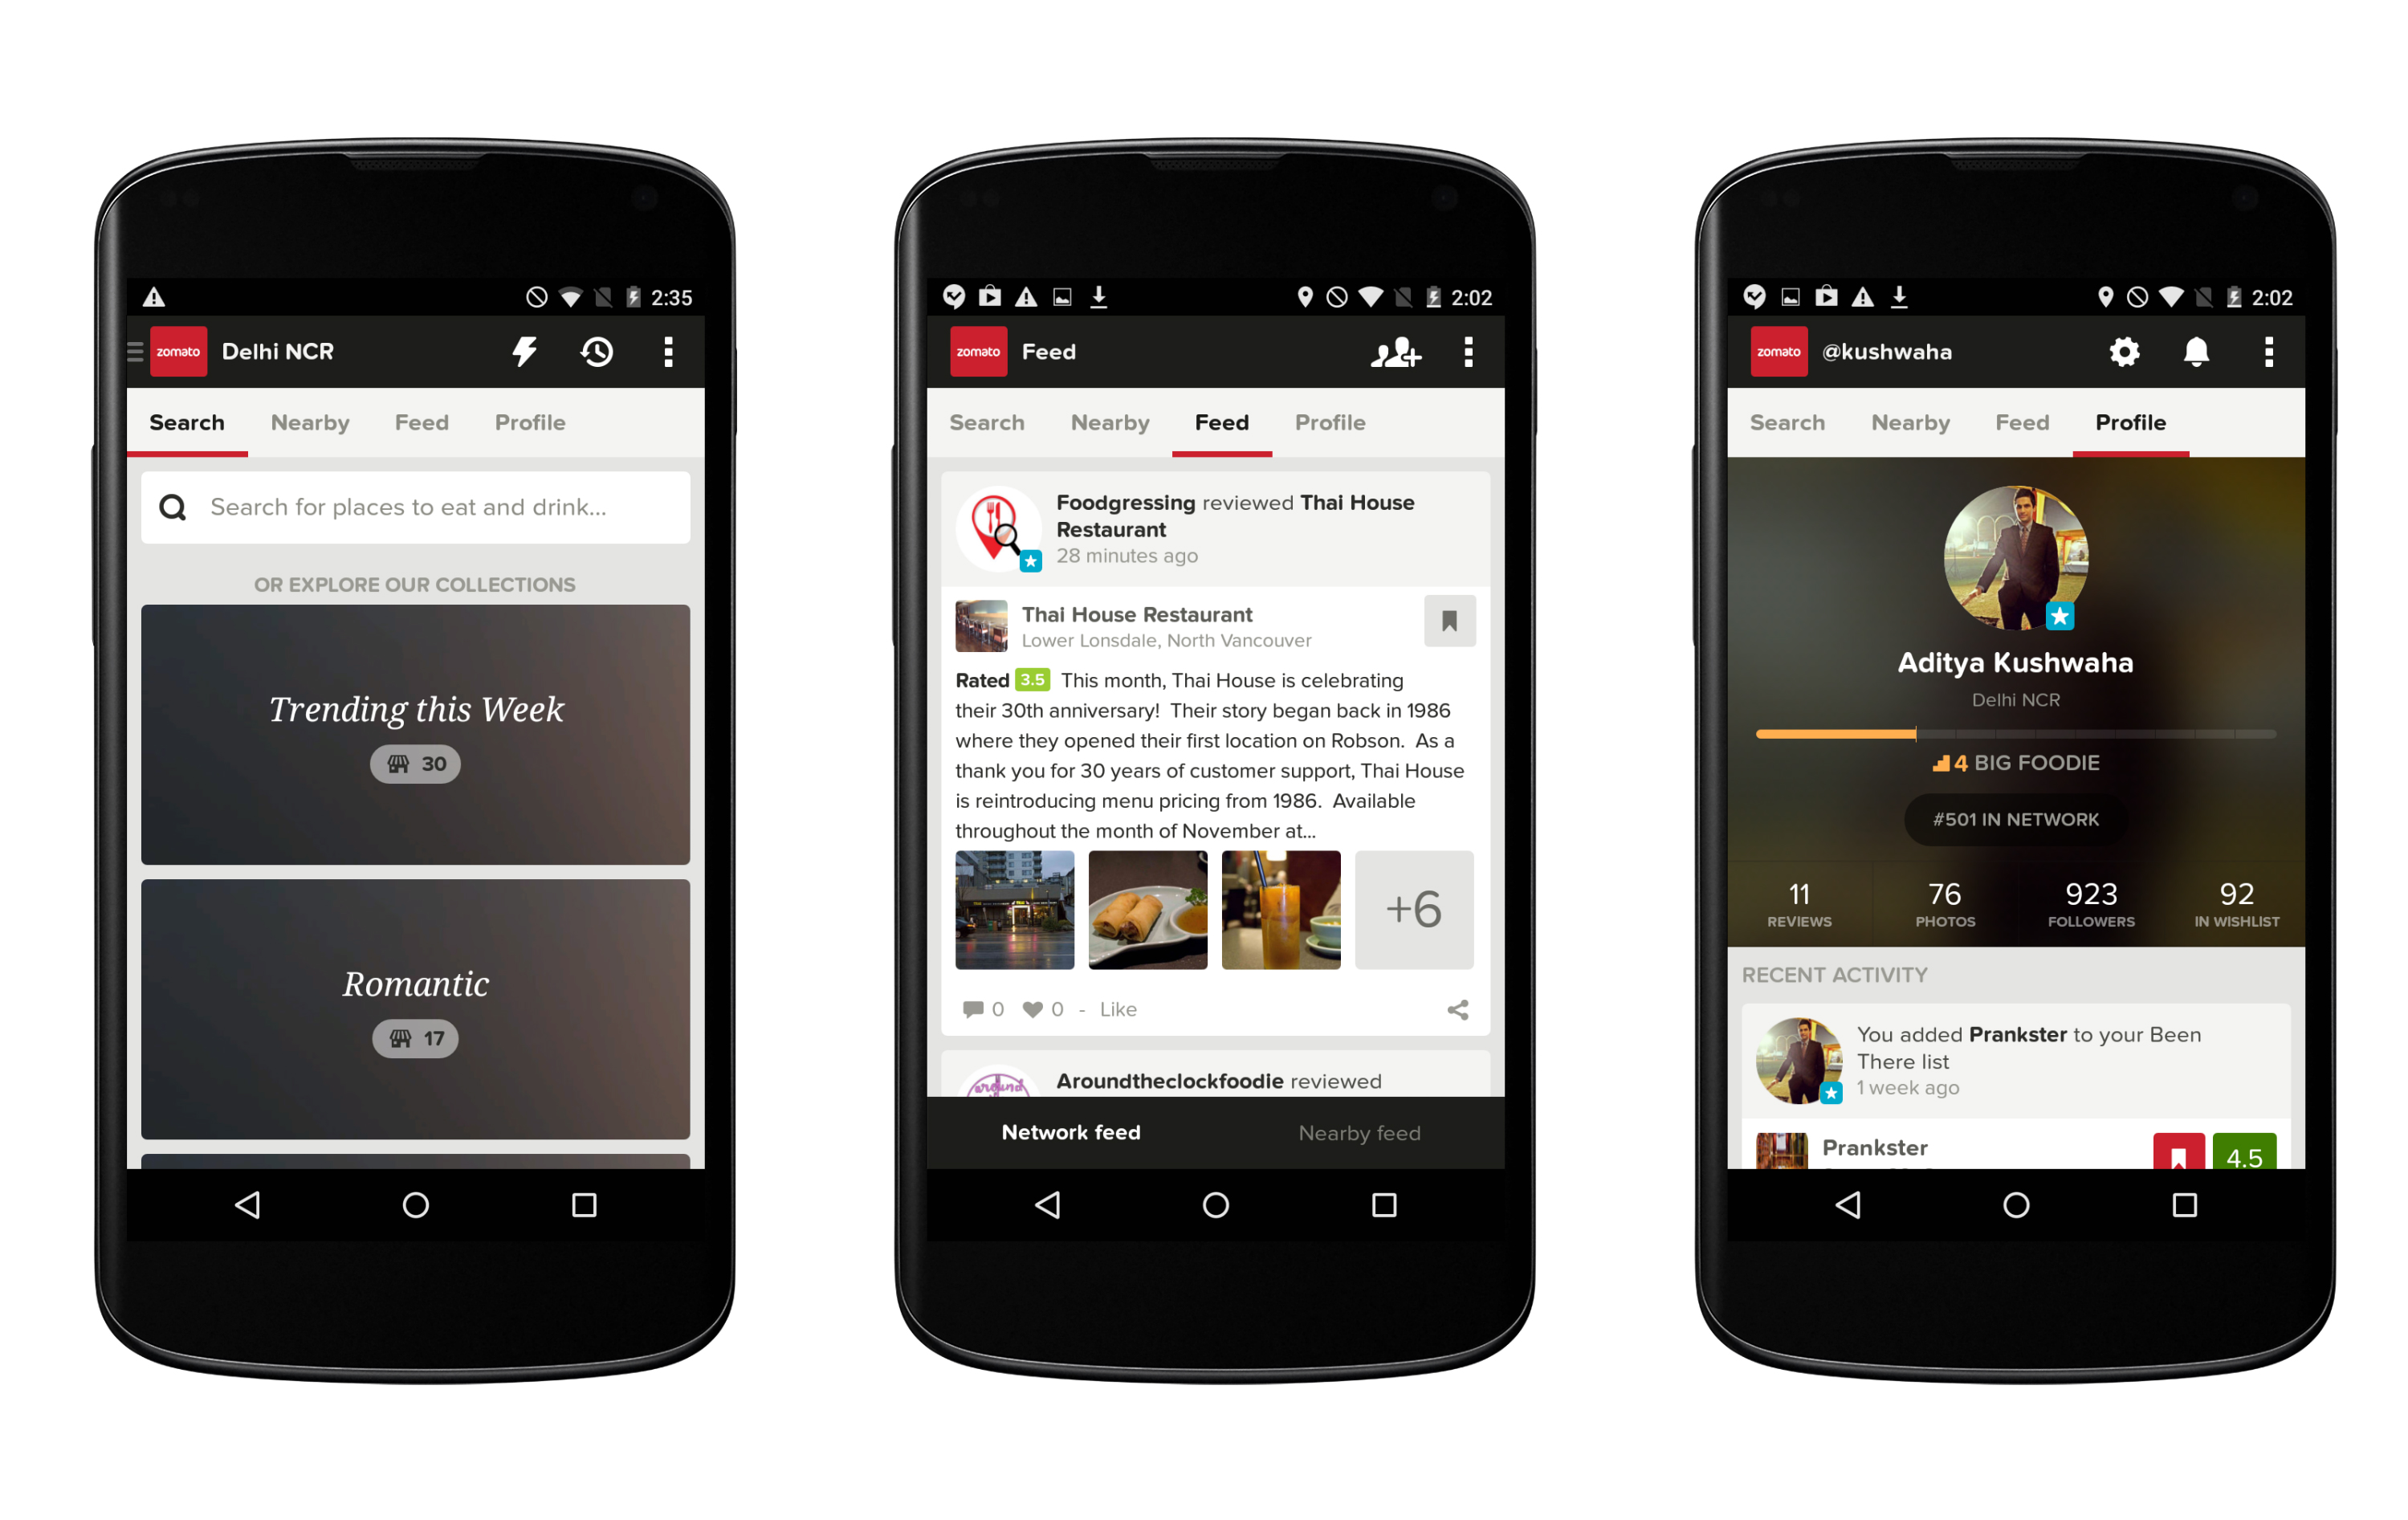 2:35
zomato Delhi NCR
Search Nearby Feed Profile
Search for places to eat and drink...
OR EXPLORE OUR COLLECTIONS
Trending this Week
30
Romantic
17
2:02
zomato Feed
Search Nearby Feed Profile
Foodgressing reviewed Thai House
Restaurant
28 minutes ago
Thai House Restaurant
Lower Lonsdale, North Vancouver
Rated 3.5 This month, Thai House is celebrating
their 30th anniversary! Their story began back in 1986
where they opened their first location on Robson. As a
thank you for 30 years of customer support, Thai House
is reintroducing menu pricing from 1986. Available
throughout the month of November at...
+6
0 0 - Like
around
Aroundtheclockfoodie reviewed
Network feed Nearby feed
2:02
zomato @kushwaha
Search Nearby Feed Profile
Aditya Kushwaha
Delhi NCR
4 BIG FOODIE
#501 IN NETWORK
11 76 923 92
REVIEWS PHOTOS FOLLOWERS IN WISHLIST
RECENT ACTIVITY
You added Prankster to your Been
There list
1 week ago
Prankster
4.5